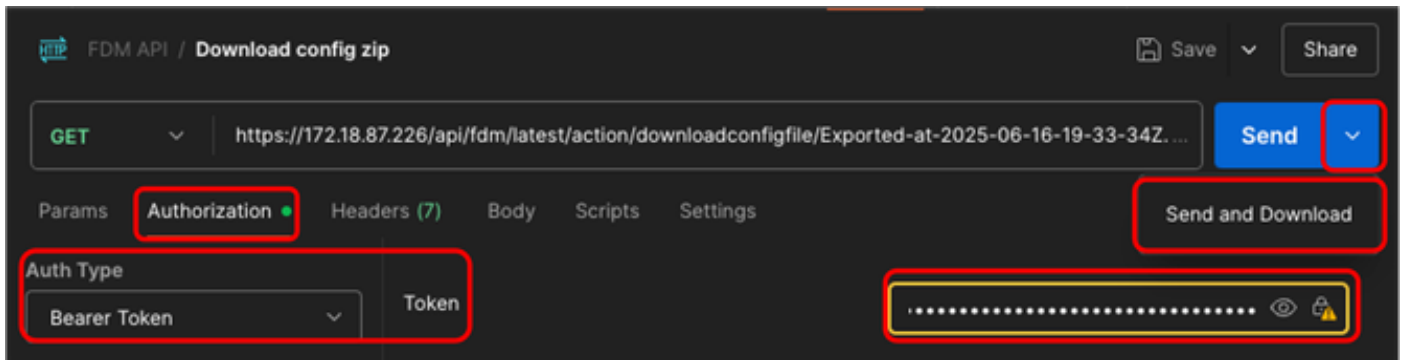 HTTP FDM API / Download config zip Save Share
GET https://172.18.87.226/api/fdm/latest/action/downloadconfigfile/Exported-at-2025-06-16-19-33-34Z. ... Send
Params Authorization Headers (7) Body Scripts Settings Send and Download
Auth Type
Bearer Token Token